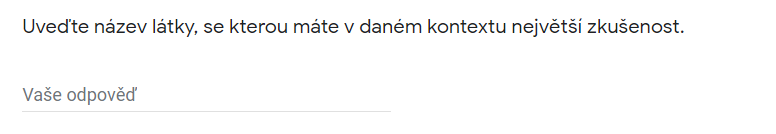 Uveďte název látky, se kterou máte v daném kontextu největší zkušenost.
Vaše odpověď